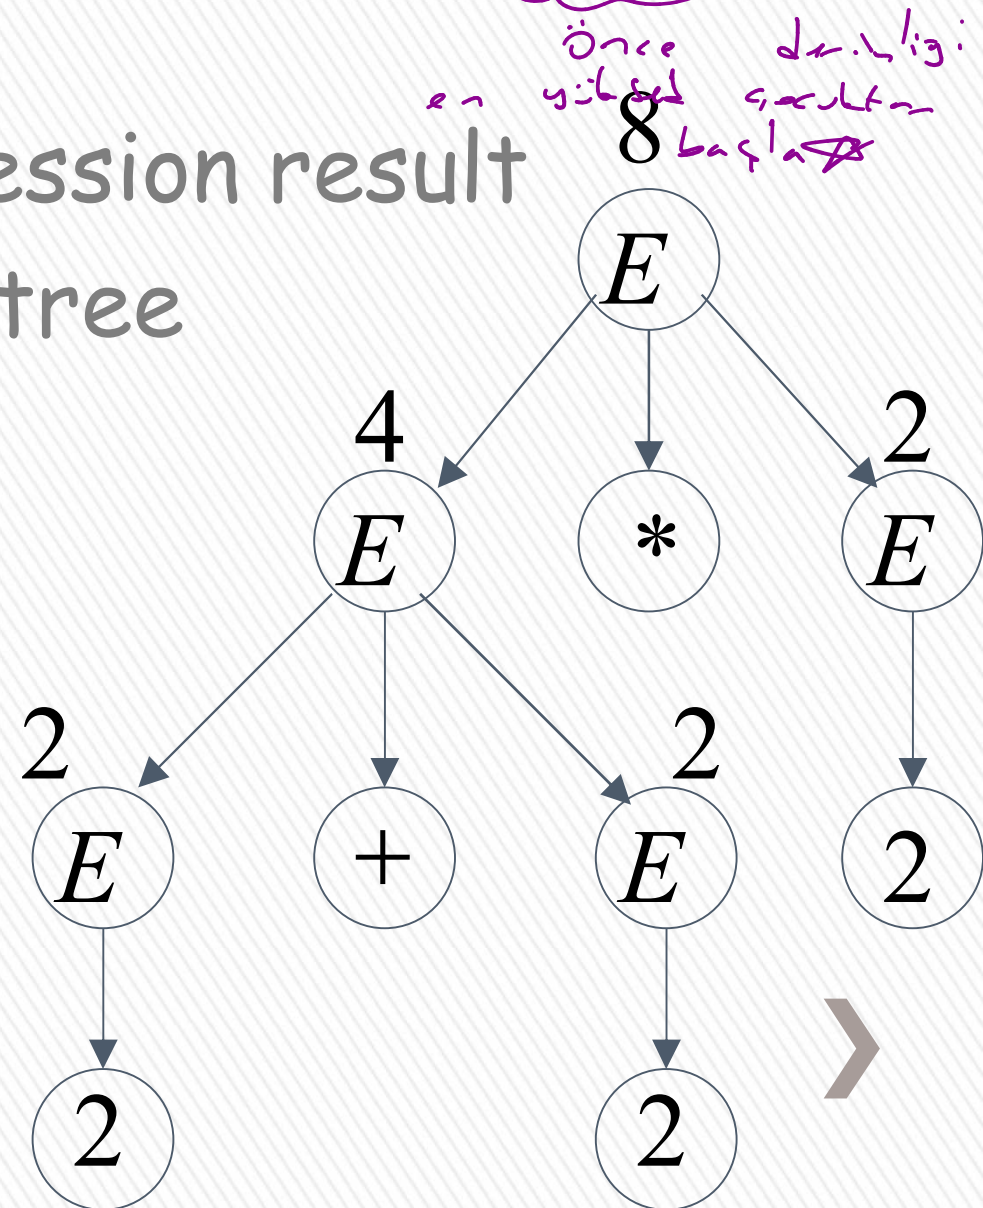 Önce derinliği
en yüksek çocuktan
8 başla
ession result
tree
E
4 2
E * E
2 2
E + E 2
2 2